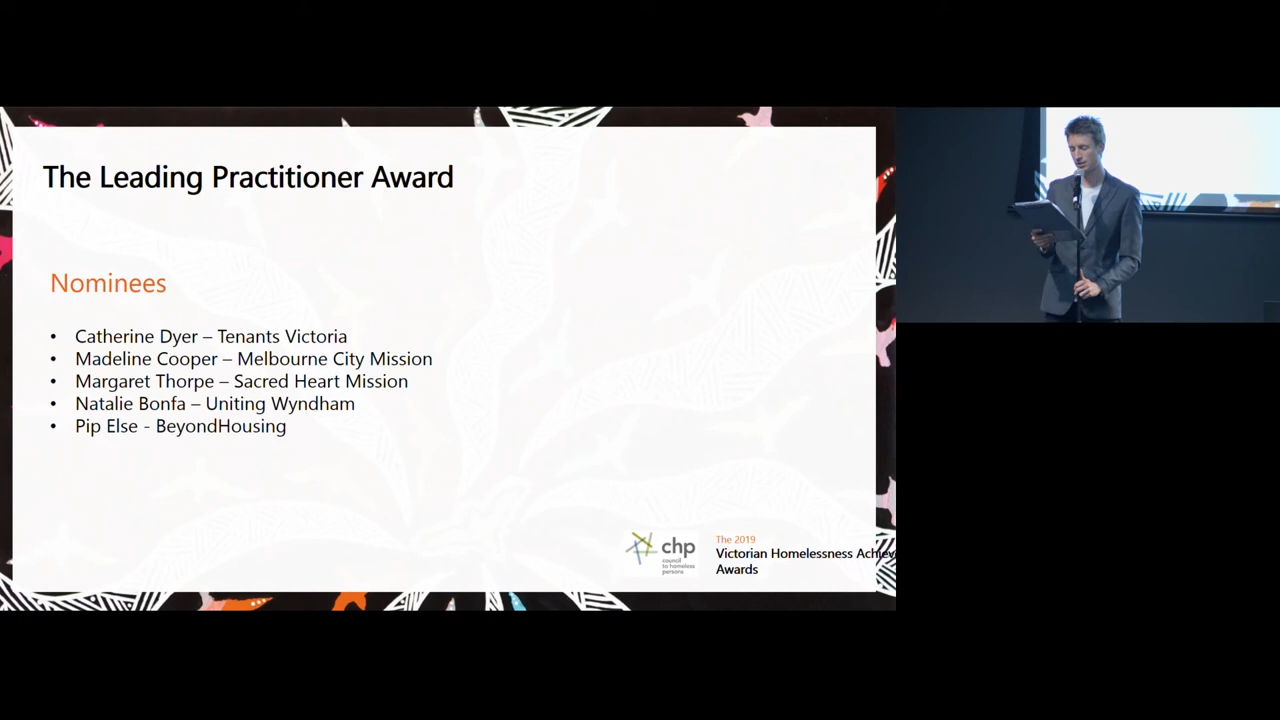 The Leading Practitioner Award
Nominees
• Catherine Dyer – Tenants Victoria
• Madeline Cooper – Melbourne City Mission
• Margaret Thorpe – Sacred Heart Mission
• Natalie Bonfa – Uniting Wyndham
• Pip Else - BeyondHousing
chp
council
to homeless
persons
The 2019
Victorian Homelessness Achiev
Awards